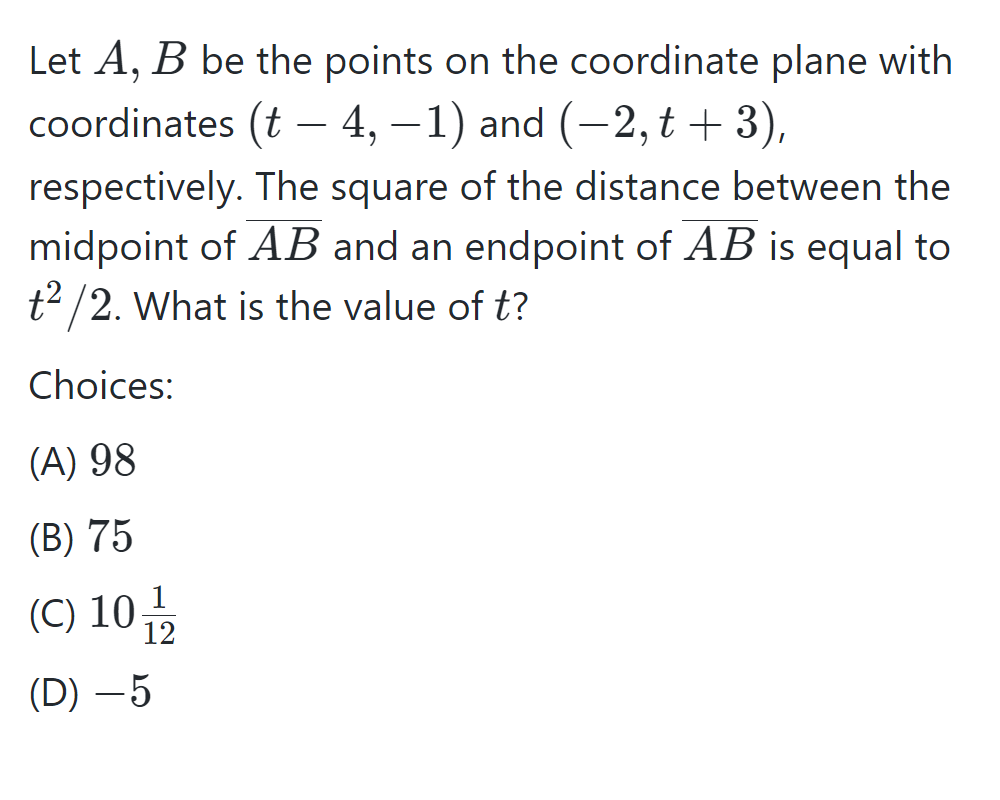 Let A, B be the points on the coordinate plane with
coordinates (t − 4, −1) and (−2, t + 3),
respectively. The square of the distance between the
midpoint of \overline{AB} and an endpoint of \overline{AB} is equal to
t^2/2. What is the value of t?
Choices:
(A) 98
(B) 75
(C) 10\frac{1}{12}
(D) −5